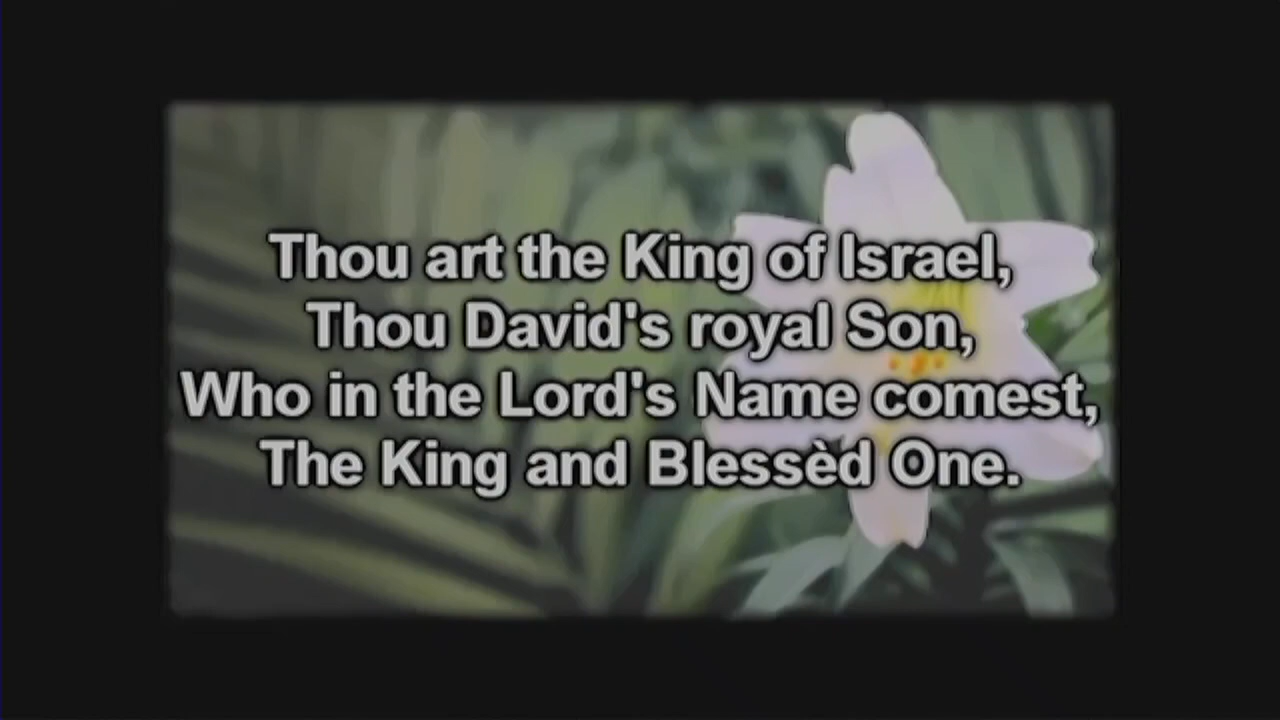 Thou art the King of Israel,
Thou David's royal Son,
Who in the Lord's Name comest,
The King and Blessèd One.